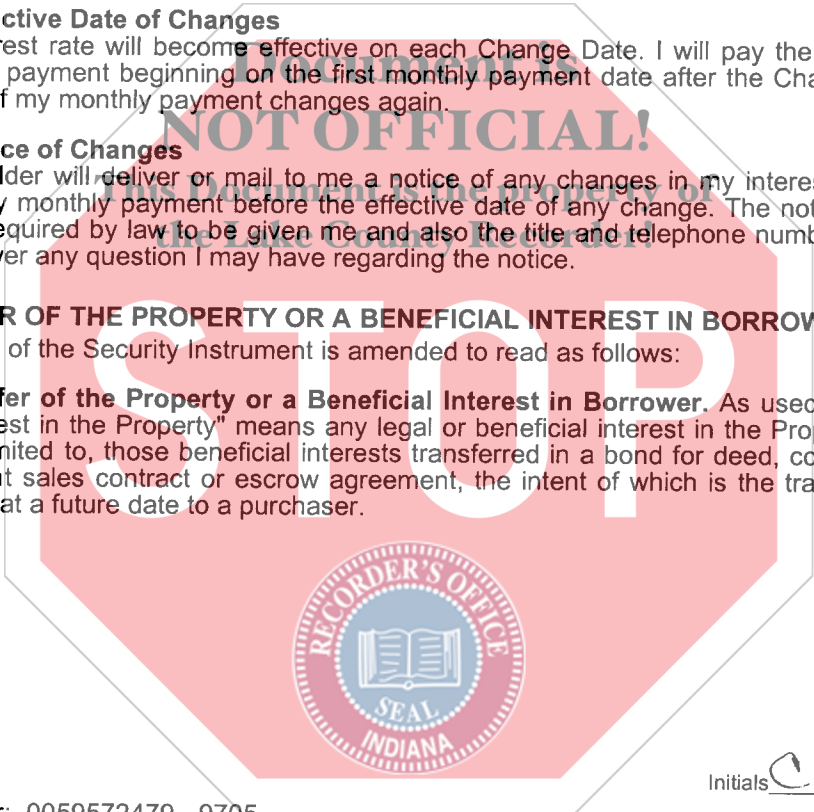 ctive Date of Changes
rest rate will become effective on each Change Date. I will pay the
payment beginning on the first monthly payment date after the Cha
f my monthly payment changes again.
ce of Changes
lder will deliver or mail to me a notice of any changes in my interes
y monthly payment before the effective date of any change. The not
equired by law to be given me and also the title and telephone numb
er any question I may have regarding the notice.
R OF THE PROPERTY OR A BENEFICIAL INTEREST IN BORROW
of the Security Instrument is amended to read as follows:
fer of the Property or a Beneficial Interest in Borrower. As used
est in the Property" means any legal or beneficial interest in the Prop
mited to, those beneficial interests transferred in a bond for deed, co
t sales contract or escrow agreement, the intent of which is the tra
at a future date to a purchaser.
Document is
NOT OFFICIAL!
This Document is the property of
the Lake County Recorder!
STOP
RECORDER'S OFFICE
SEAL
INDIANA
Initials
r: 0059572479 - 9705